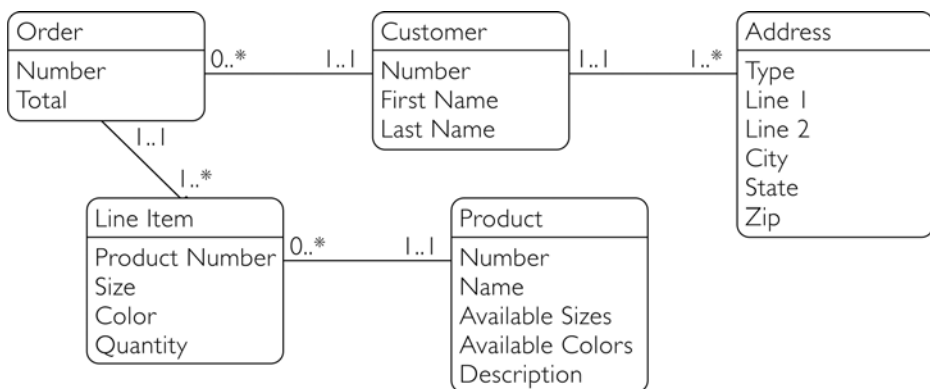 Order
Number
Total
0..*
1..1
Customer
Number
First Name
Last Name
1..1
1..*
Address
Type
Line 1
Line 2
City
State
Zip
1..1
1..*
Line Item
Product Number
Size
Color
Quantity
0..*
1..1
Product
Number
Name
Available Sizes
Available Colors
Description